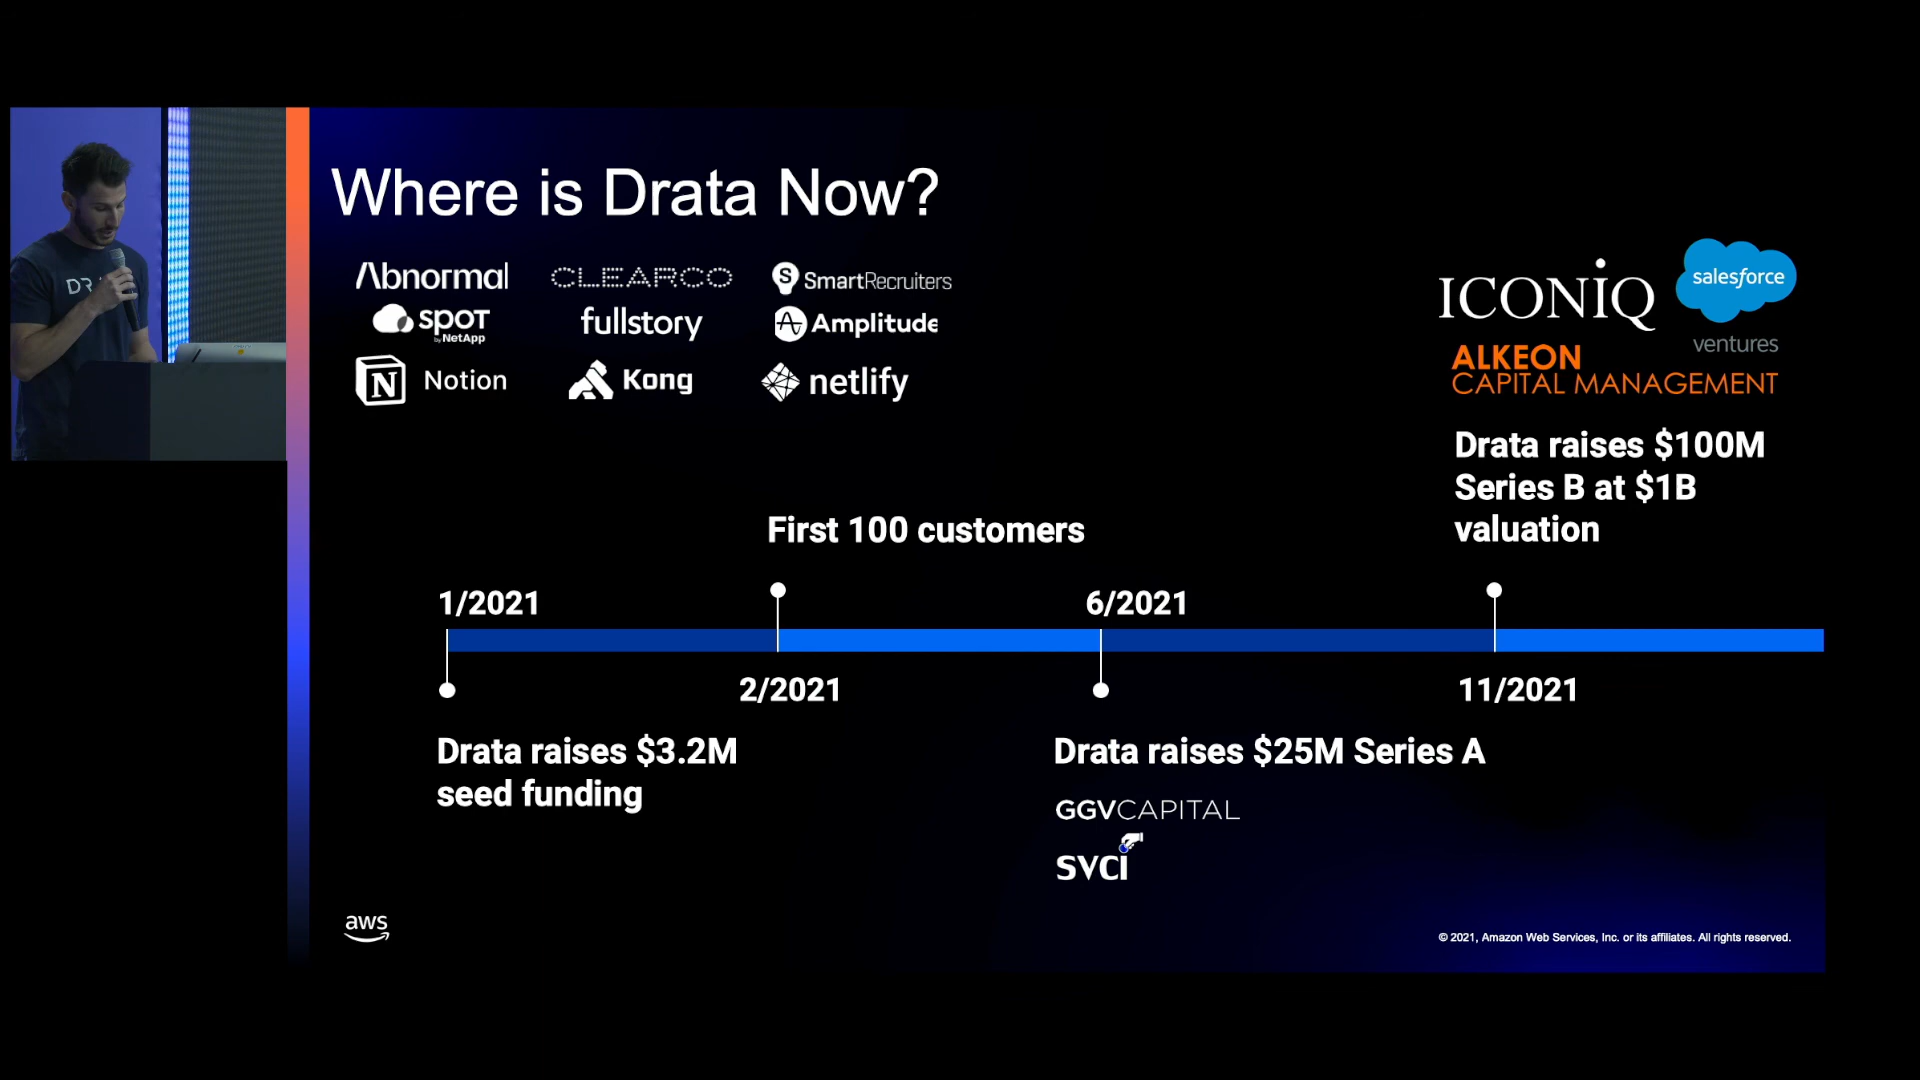 Where is Drata Now?
Abnormal
CLEARCO
SmartRecruiters
spot
by NetApp
fullstory
Amplitude
Notion
Kong
netlify
ICONIQ
salesforce
ventures
ALKEON
CAPITAL MANAGEMENT
Drata raises $100M
Series B at $1B
valuation
First 100 customers
1/2021
6/2021
2/2021
11/2021
Drata raises $3.2M
seed funding
Drata raises $25M Series A
GGVCAPITAL
SVCI
aws
© 2021, Amazon Web Services, Inc. or its affiliates. All rights reserved.
DR